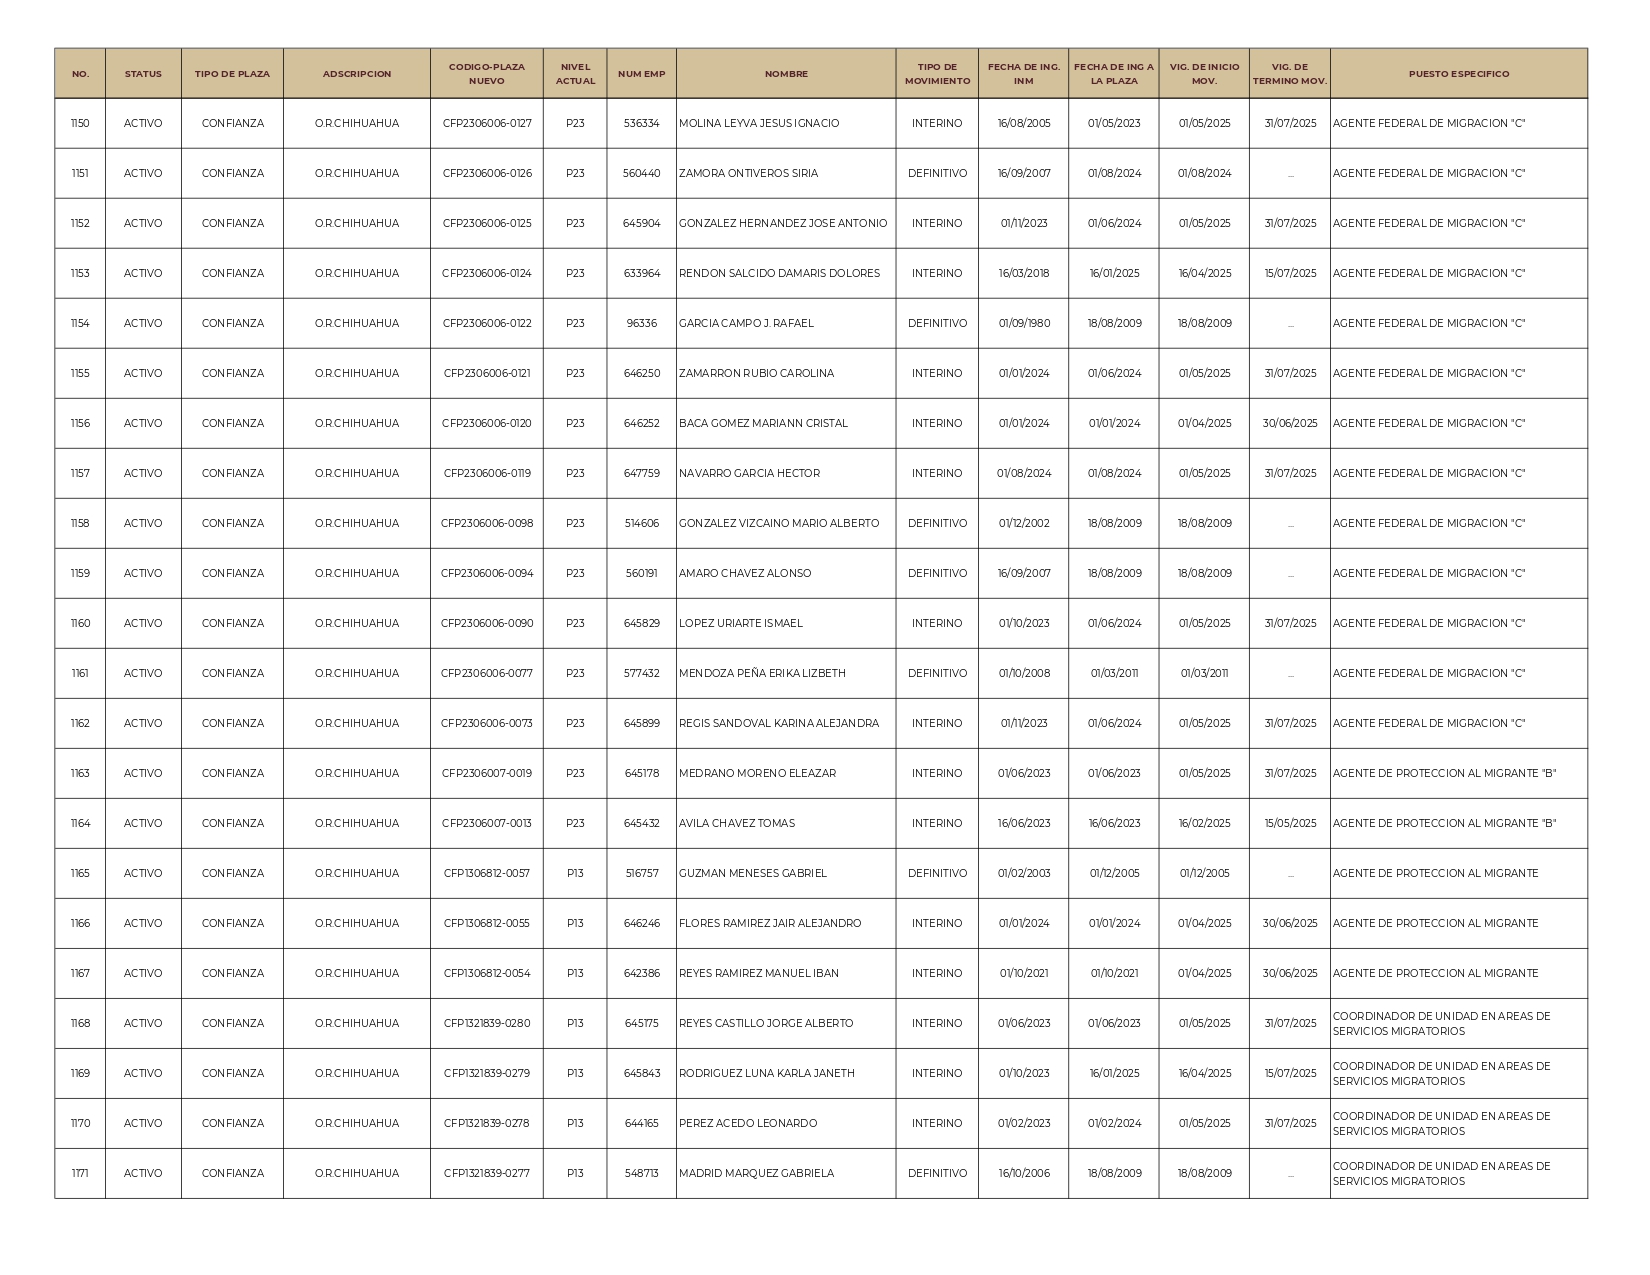 NO. STATUS TIPO DE PLAZA ADSCRIPCION CODIGO-PLAZA NUEVO NIVEL ACTUAL NUM EMP NOMBRE TIPO DE MOVIMIENTO FECHA DE ING. INM FECHA DE ING A LA PLAZA VIG. DE INICIO MOV. VIG. DE TERMINO MOV. PUESTO ESPECIFICO
1150 ACTIVO CONFIANZA O.R.CHIHUAHUA CFP2306006-0127 P23 536334 MOLINA LEYVA JESUS IGNACIO INTERINO 16/08/2005 01/05/2023 01/05/2025 31/07/2025 AGENTE FEDERAL DE MIGRACION "C"
1151 ACTIVO CONFIANZA O.R.CHIHUAHUA CFP2306006-0126 P23 560440 ZAMORA ONTIVEROS SIRIA DEFINITIVO 16/09/2007 01/08/2024 01/08/2024 ... AGENTE FEDERAL DE MIGRACION "C"
1152 ACTIVO CONFIANZA O.R.CHIHUAHUA CFP2306006-0125 P23 645904 GONZALEZ HERNANDEZ JOSE ANTONIO INTERINO 01/11/2023 01/06/2024 01/05/2025 31/07/2025 AGENTE FEDERAL DE MIGRACION "C"
1153 ACTIVO CONFIANZA O.R.CHIHUAHUA CFP2306006-0124 P23 633964 RENDON SALCIDO DAMARIS DOLORES INTERINO 16/03/2018 16/01/2025 16/04/2025 15/07/2025 AGENTE FEDERAL DE MIGRACION "C"
1154 ACTIVO CONFIANZA O.R.CHIHUAHUA CFP2306006-0122 P23 96336 GARCIA CAMPO J. RAFAEL DEFINITIVO 01/09/1980 18/08/2009 18/08/2009 ... AGENTE FEDERAL DE MIGRACION "C"
1155 ACTIVO CONFIANZA O.R.CHIHUAHUA CFP2306006-0121 P23 646250 ZAMARRON RUBIO CAROLINA INTERINO 01/01/2024 01/06/2024 01/05/2025 31/07/2025 AGENTE FEDERAL DE MIGRACION "C"
1156 ACTIVO CONFIANZA O.R.CHIHUAHUA CFP2306006-0120 P23 646252 BACA GOMEZ MARIANN CRISTAL INTERINO 01/01/2024 01/01/2024 01/04/2025 30/06/2025 AGENTE FEDERAL DE MIGRACION "C"
1157 ACTIVO CONFIANZA O.R.CHIHUAHUA CFP2306006-0119 P23 647759 NAVARRO GARCIA HECTOR INTERINO 01/08/2024 01/08/2024 01/05/2025 31/07/2025 AGENTE FEDERAL DE MIGRACION "C"
1158 ACTIVO CONFIANZA O.R.CHIHUAHUA CFP2306006-0098 P23 514606 GONZALEZ VIZCAINO MARIO ALBERTO DEFINITIVO 01/12/2002 18/08/2009 18/08/2009 ... AGENTE FEDERAL DE MIGRACION "C"
1159 ACTIVO CONFIANZA O.R.CHIHUAHUA CFP2306006-0094 P23 560191 AMARO CHAVEZ ALONSO DEFINITIVO 16/09/2007 18/08/2009 18/08/2009 ... AGENTE FEDERAL DE MIGRACION "C"
1160 ACTIVO CONFIANZA O.R.CHIHUAHUA CFP2306006-0090 P23 645829 LOPEZ URIARTE ISMAEL INTERINO 01/10/2023 01/06/2024 01/05/2025 31/07/2025 AGENTE FEDERAL DE MIGRACION "C"
1161 ACTIVO CONFIANZA O.R.CHIHUAHUA CFP2306006-0077 P23 577432 MENDOZA PEÑA ERIKA LIZBETH DEFINITIVO 01/10/2008 01/03/2011 01/03/2011 ... AGENTE FEDERAL DE MIGRACION "C"
1162 ACTIVO CONFIANZA O.R.CHIHUAHUA CFP2306006-0073 P23 645899 REGIS SANDOVAL KARINA ALEJANDRA INTERINO 01/11/2023 01/06/2024 01/05/2025 31/07/2025 AGENTE FEDERAL DE MIGRACION "C"
1163 ACTIVO CONFIANZA O.R.CHIHUAHUA CFP2306007-0019 P23 645178 MEDRANO MORENO ELEAZAR INTERINO 01/06/2023 01/06/2023 01/05/2025 31/07/2025 AGENTE DE PROTECCION AL MIGRANTE "B"
1164 ACTIVO CONFIANZA O.R.CHIHUAHUA CFP2306007-0013 P23 645432 AVILA CHAVEZ TOMAS INTERINO 16/06/2023 16/06/2023 16/02/2025 15/05/2025 AGENTE DE PROTECCION AL MIGRANTE "B"
1165 ACTIVO CONFIANZA O.R.CHIHUAHUA CFP1306812-0057 P13 516757 GUZMAN MENESES GABRIEL DEFINITIVO 01/02/2003 01/12/2005 01/12/2005 ... AGENTE DE PROTECCION AL MIGRANTE
1166 ACTIVO CONFIANZA O.R.CHIHUAHUA CFP1306812-0055 P13 646246 FLORES RAMIREZ JAIR ALEJANDRO INTERINO 01/01/2024 01/01/2024 01/04/2025 30/06/2025 AGENTE DE PROTECCION AL MIGRANTE
1167 ACTIVO CONFIANZA O.R.CHIHUAHUA CFP1306812-0054 P13 642386 REYES RAMIREZ MANUEL IBAN INTERINO 01/10/2021 01/10/2021 01/04/2025 30/06/2025 AGENTE DE PROTECCION AL MIGRANTE
1168 ACTIVO CONFIANZA O.R.CHIHUAHUA CFP1321839-0280 P13 645175 REYES CASTILLO JORGE ALBERTO INTERINO 01/06/2023 01/06/2023 01/05/2025 31/07/2025 COORDINADOR DE UNIDAD EN AREAS DE SERVICIOS MIGRATORIOS
1169 ACTIVO CONFIANZA O.R.CHIHUAHUA CFP1321839-0279 P13 645843 RODRIGUEZ LUNA KARLA JANETH INTERINO 01/10/2023 16/01/2025 16/04/2025 15/07/2025 COORDINADOR DE UNIDAD EN AREAS DE SERVICIOS MIGRATORIOS
1170 ACTIVO CONFIANZA O.R.CHIHUAHUA CFP1321839-0278 P13 644165 PEREZ ACEDO LEONARDO INTERINO 01/02/2023 01/02/2024 01/05/2025 31/07/2025 COORDINADOR DE UNIDAD EN AREAS DE SERVICIOS MIGRATORIOS
1171 ACTIVO CONFIANZA O.R.CHIHUAHUA CFP1321839-0277 P13 548713 MADRID MARQUEZ GABRIELA DEFINITIVO 16/10/2006 18/08/2009 18/08/2009 ... COORDINADOR DE UNIDAD EN AREAS DE SERVICIOS MIGRATORIOS